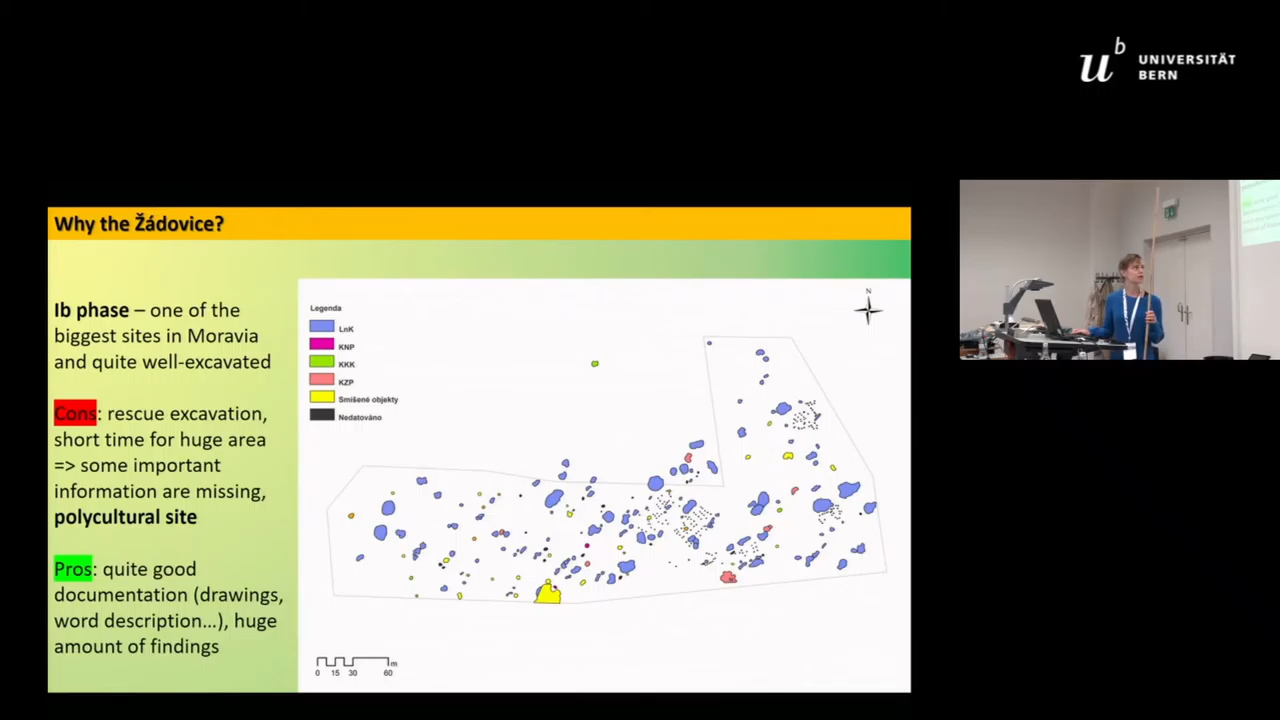 u
b
UNIVERSITÄT
BERN
Why the Žádovice?
Ib phase – one of the
biggest sites in Moravia
and quite well-excavated
Cons: rescue excavation,
short time for huge area
=> some important
information are missing,
polycultural site
Pros: quite good
documentation (drawings,
word description…), huge
amount of findings
Legenda
LnK
KNP
KKK
KZP
Smíšené objekty
Nedatováno
N
m
0 15 30 60